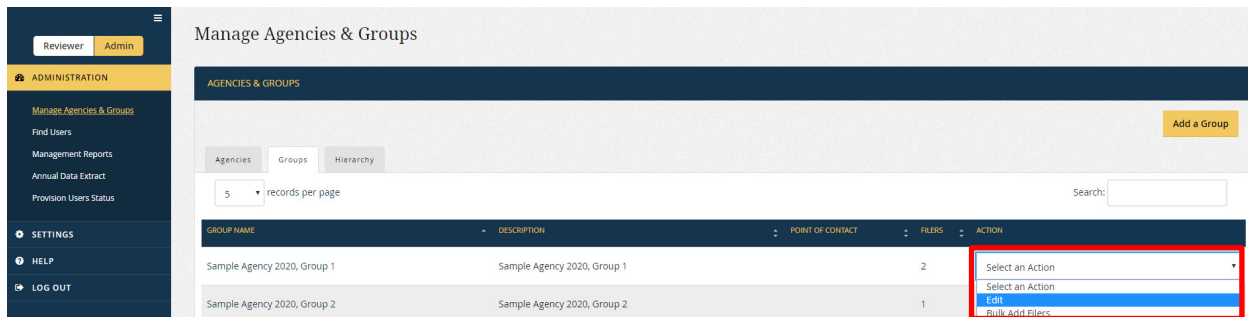 Reviewer Admin
ADMINISTRATION
Manage Agencies & Groups
Find Users
Management Reports
Annual Data Extract
Provision Users Status
SETTINGS
HELP
LOG OUT
Manage Agencies & Groups
AGENCIES & GROUPS
Add a Group
Agencies Groups Hierarchy
5 records per page Search:
GROUP NAME DESCRIPTION POINT OF CONTACT FILERS ACTION
Sample Agency 2020, Group 1 Sample Agency 2020, Group 1 2 Select an Action
Select an Action
Edit
Sample Agency 2020, Group 2 Sample Agency 2020, Group 2 1 Bulk Add Filers